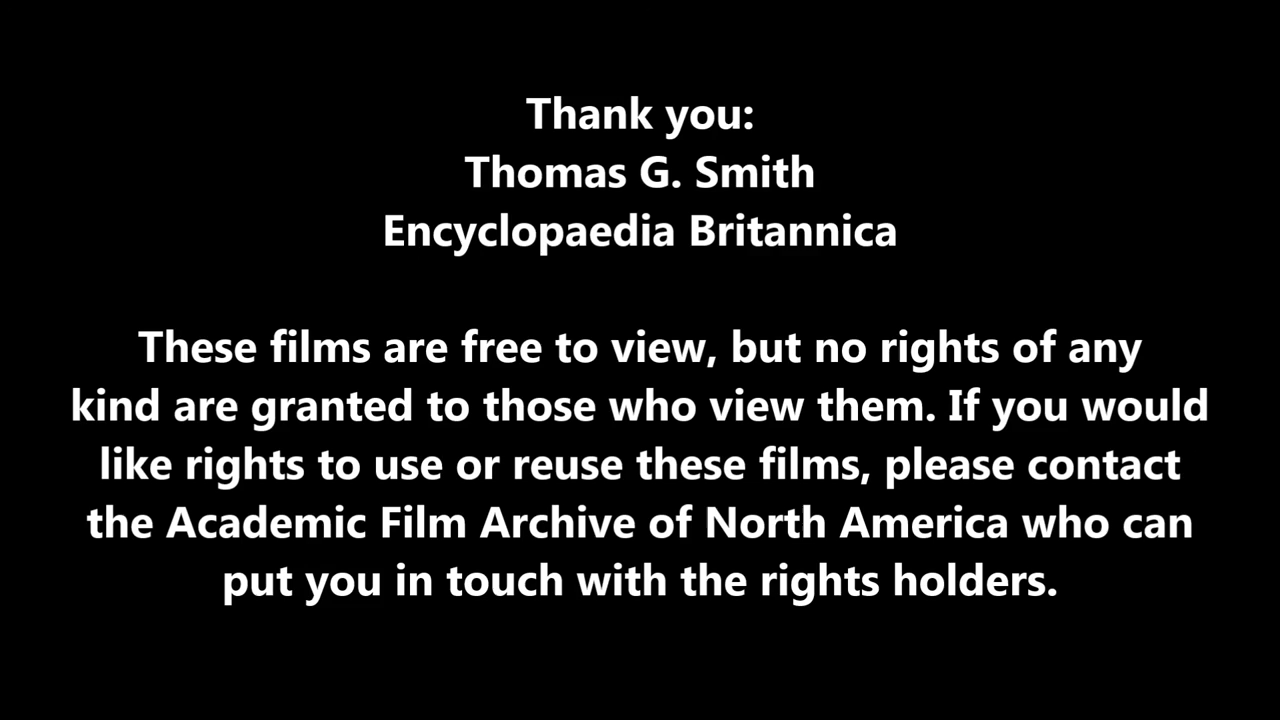 Thank you:
Thomas G. Smith
Encyclopaedia Britannica
These films are free to view, but no rights of any
kind are granted to those who view them. If you would
like rights to use or reuse these films, please contact
the Academic Film Archive of North America who can
put you in touch with the rights holders.